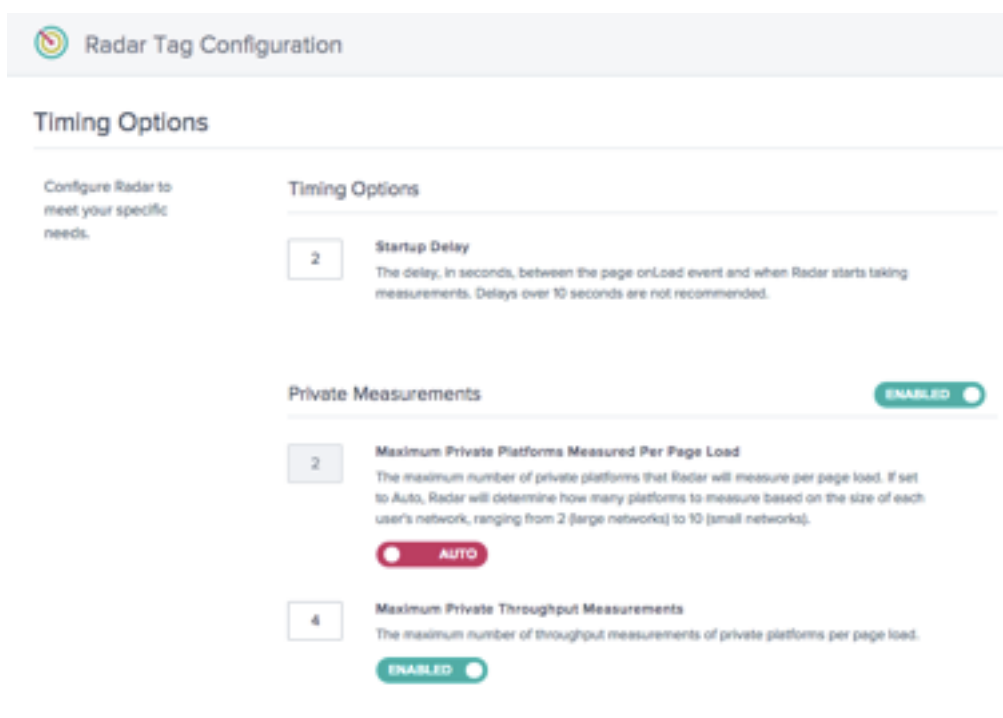 Radar Tag Configuration
Timing Options
Configure Radar to
meet your specific
needs.
Timing Options
2
Startup Delay
The delay, in seconds, between the page onLoad event and when Radar starts taking
measurements. Delays over 10 seconds are not recommended.
Private Measurements
ENABLED
2
Maximum Private Platforms Measured Per Page Load
The maximum number of private platforms that Radar will measure per page load. If set
to Auto, Radar will determine how many platforms to measure based on the size of each
user's network, ranging from 2 (large networks) to 10 (small networks).
AUTO
4
Maximum Private Throughput Measurements
The maximum number of throughput measurements of private platforms per page load.
ENABLED